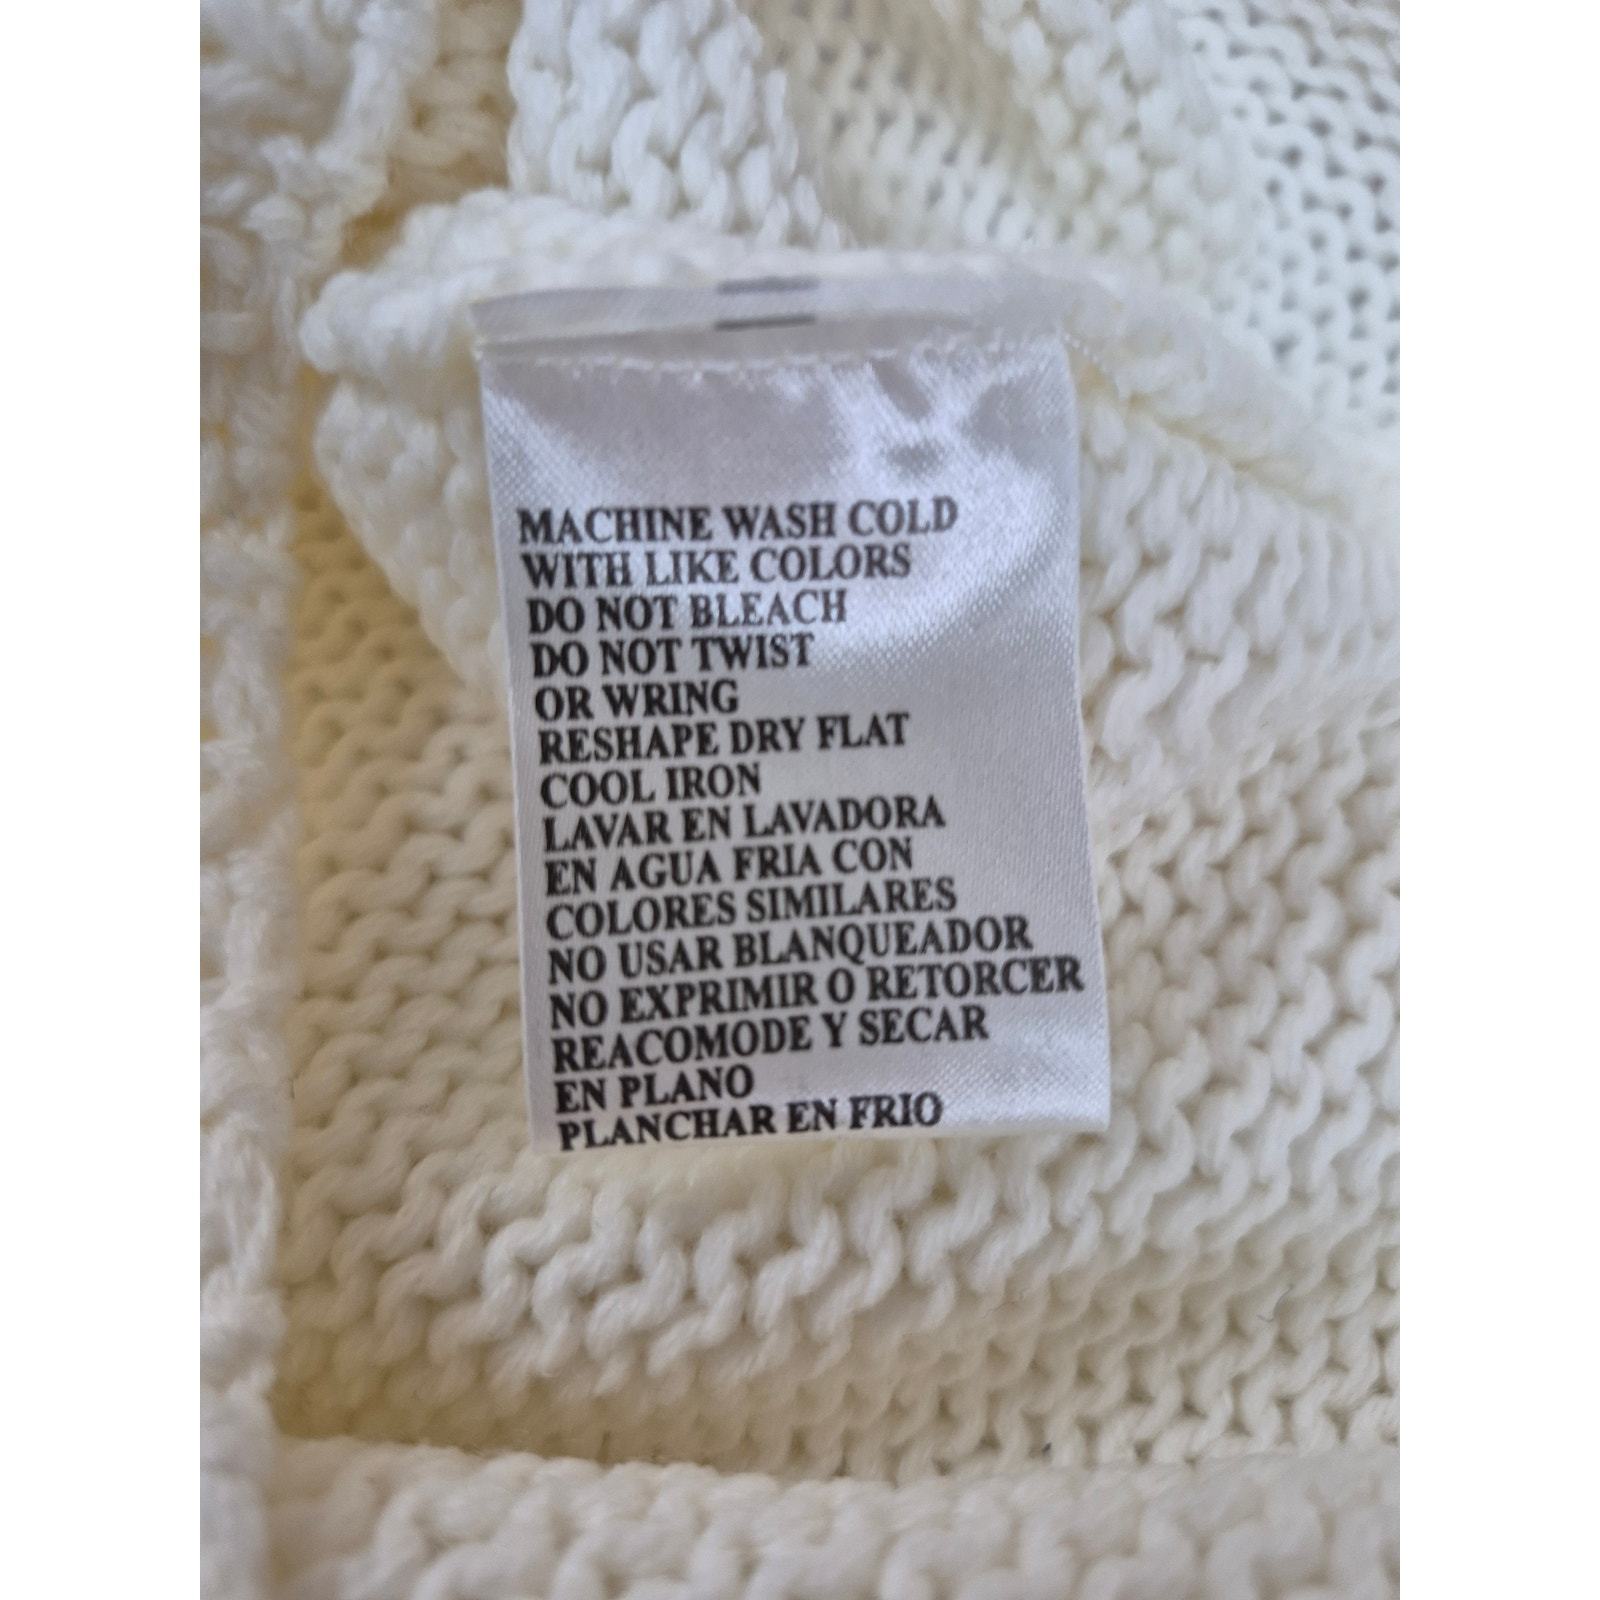 MACHINE WASH COLD
WITH LIKE COLORS
DO NOT BLEACH
DO NOT TWIST
OR WRING
RESHAPE DRY FLAT
COOL IRON
LAVAR EN LAVADORA
EN AGUA FRIA CON
COLORES SIMILARES
NO USAR BLANQUEADOR
NO EXPRIMIR O RETORCER
REACOMODE Y SECAR
EN PLANO
PLANCHAR EN FRIO